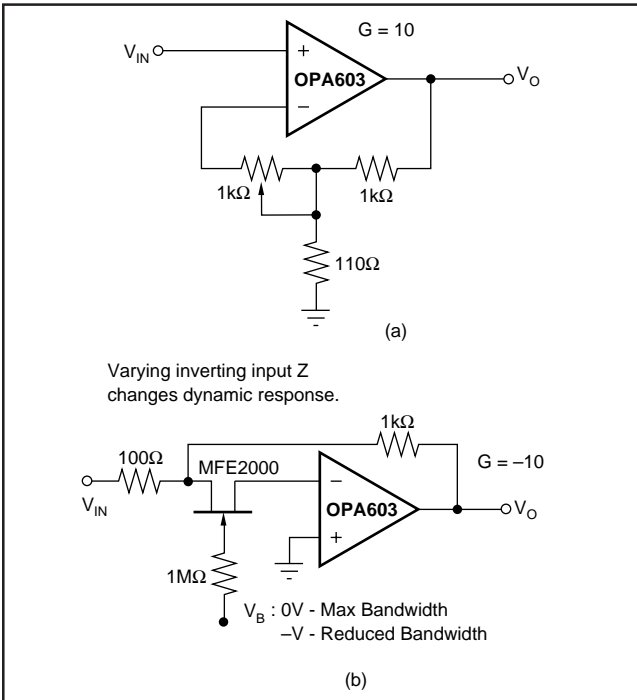 G = 10
V_IN
+
OPA603
−
V_O
1kΩ
1kΩ
110Ω
(a)
Varying inverting input Z
changes dynamic response.
1kΩ
100Ω
MFE2000
G = –10
V_IN
−
OPA603
+
V_O
1MΩ
V_B : 0V - Max Bandwidth
–V - Reduced Bandwidth
(b)